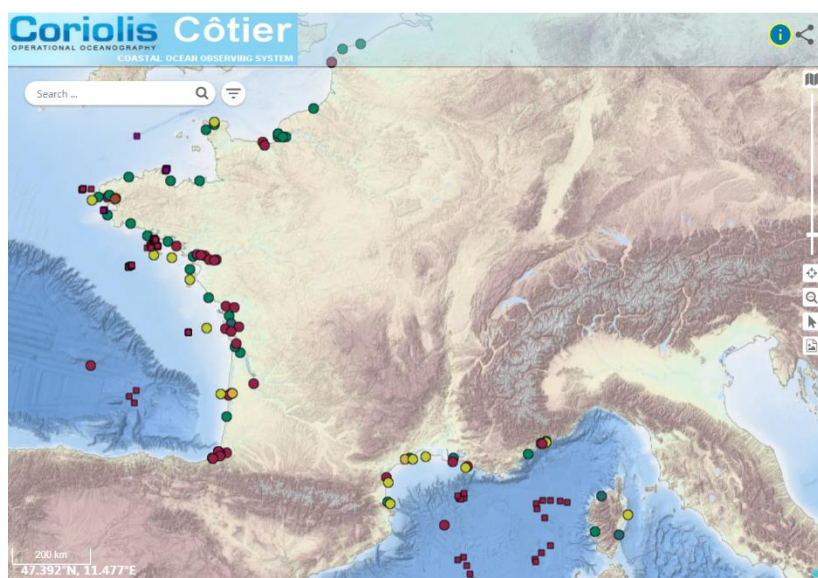 Coriolis Côtier
OPERATIONAL OCEANOGRAPHY
COASTAL OCEAN OBSERVING SYSTEM
i
Search ...
200 km
47.392°N, 11.477°E